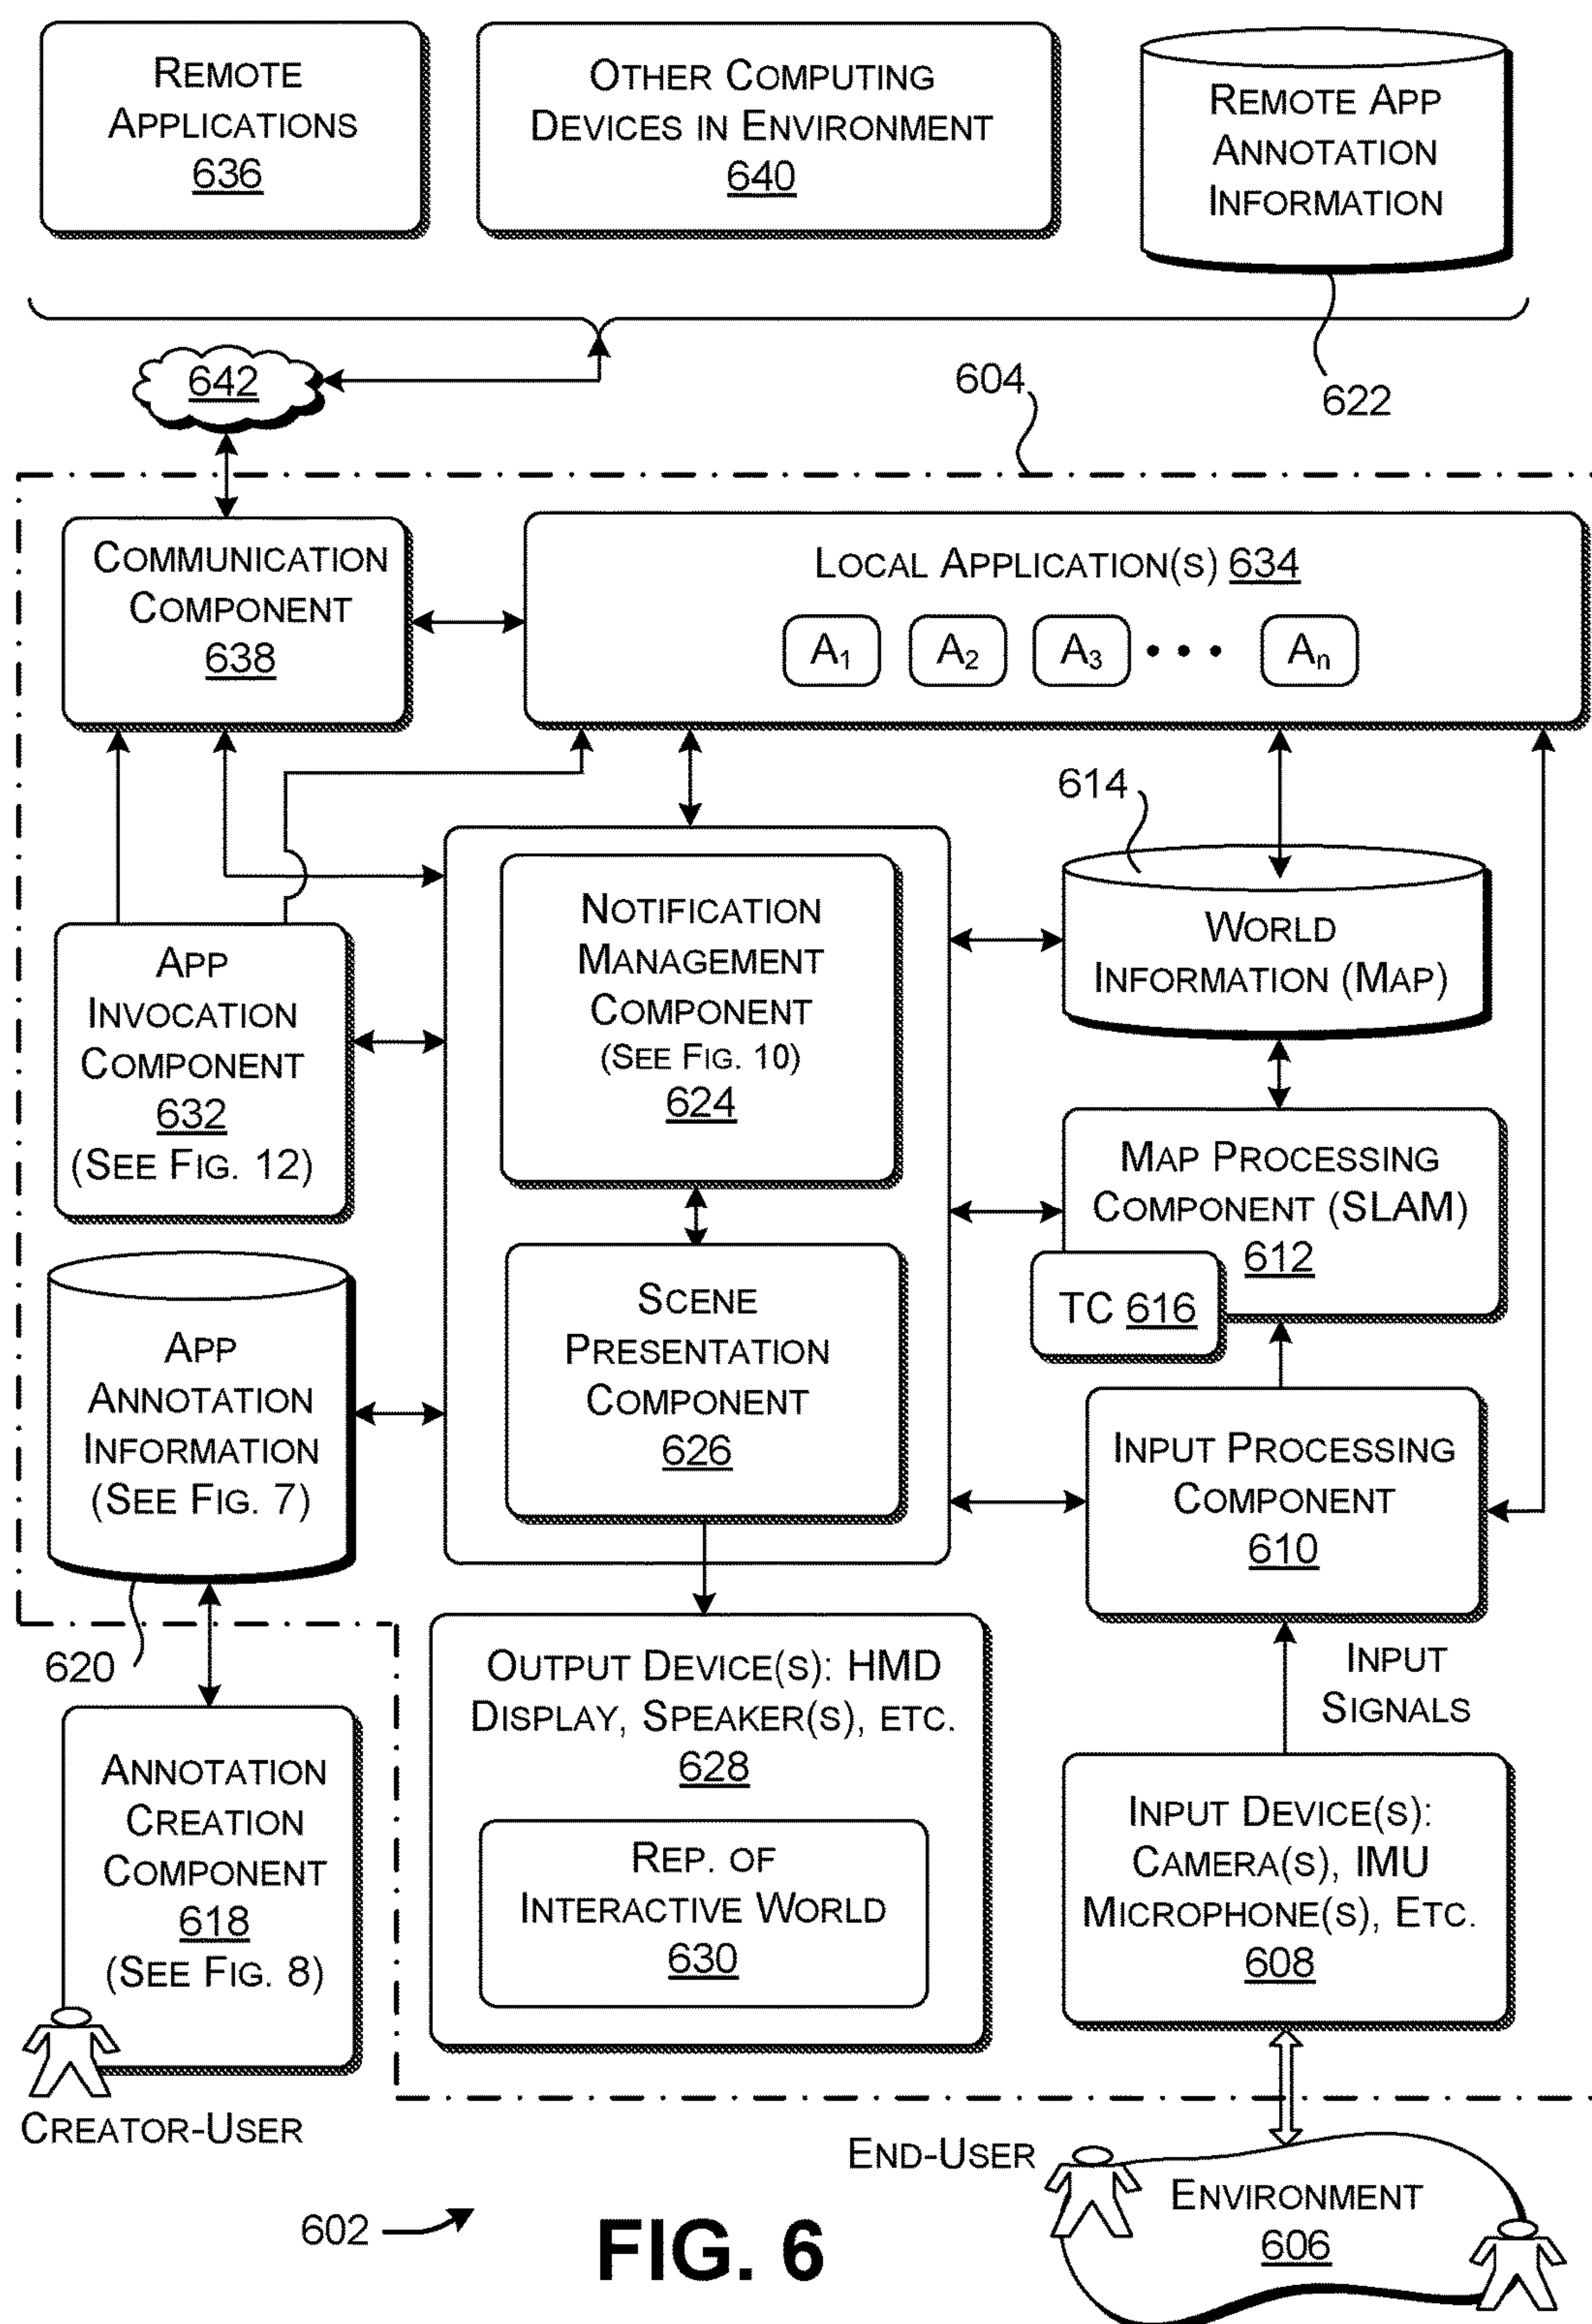 REMOTE
APPLICATIONS
636
OTHER COMPUTING
DEVICES IN ENVIRONMENT
640
REMOTE APP
ANNOTATION
INFORMATION
622
642
604
COMMUNICATION
COMPONENT
638
LOCAL APPLICATION(S) 634
A1 A2 A3 • • • An
614
WORLD
INFORMATION (MAP)
NOTIFICATION
MANAGEMENT
COMPONENT
(SEE FIG. 10)
624
APP
INVOCATION
COMPONENT
632
(SEE FIG. 12)
MAP PROCESSING
COMPONENT (SLAM)
612
TC 616
SCENE
PRESENTATION
COMPONENT
626
APP
ANNOTATION
INFORMATION
(SEE FIG. 7)
620
INPUT PROCESSING
COMPONENT
610
INPUT
SIGNALS
OUTPUT DEVICE(S): HMD
DISPLAY, SPEAKER(S), ETC.
628
REP. OF
INTERACTIVE WORLD
630
ANNOTATION
CREATION
COMPONENT
618
(SEE FIG. 8)
CREATOR-USER
INPUT DEVICE(S):
CAMERA(S), IMU
MICROPHONE(S), ETC.
608
END-USER
ENVIRONMENT
606
602
FIG. 6